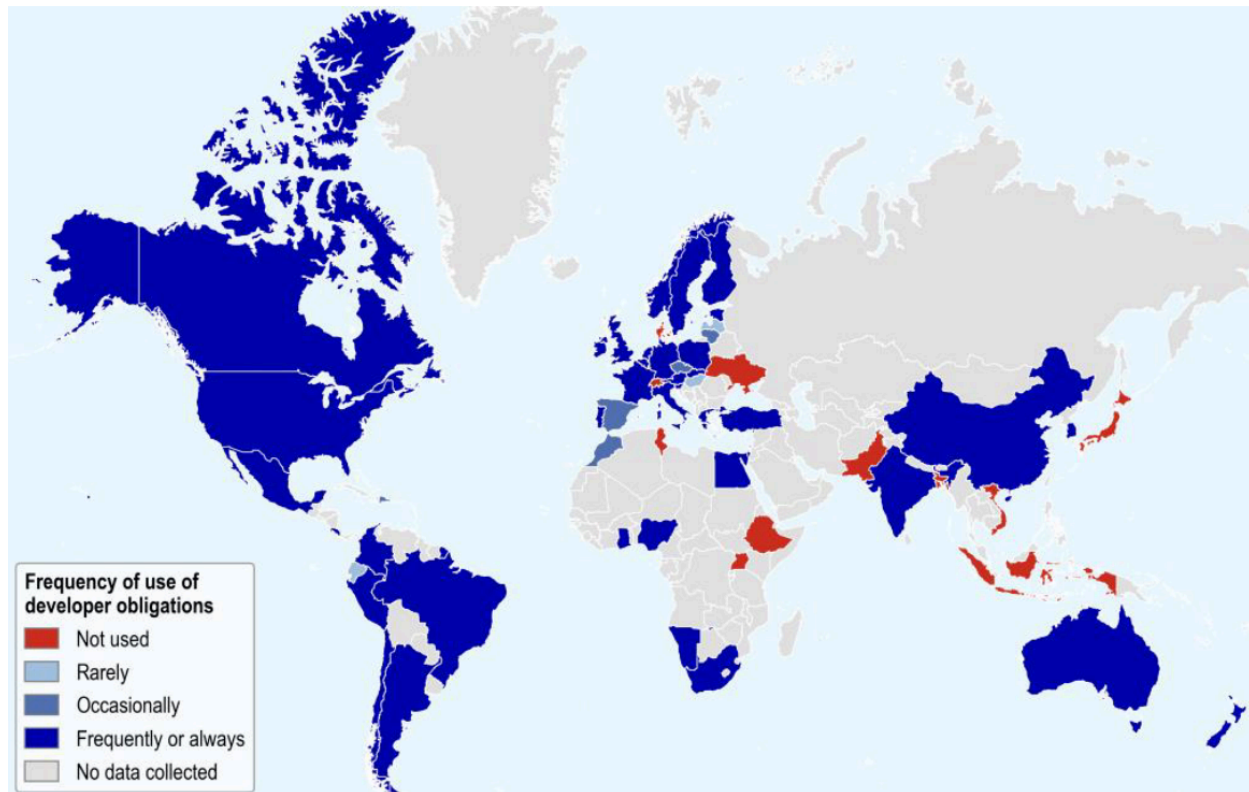 Frequency of use of
developer obligations
Not used
Rarely
Occasionally
Frequently or always
No data collected